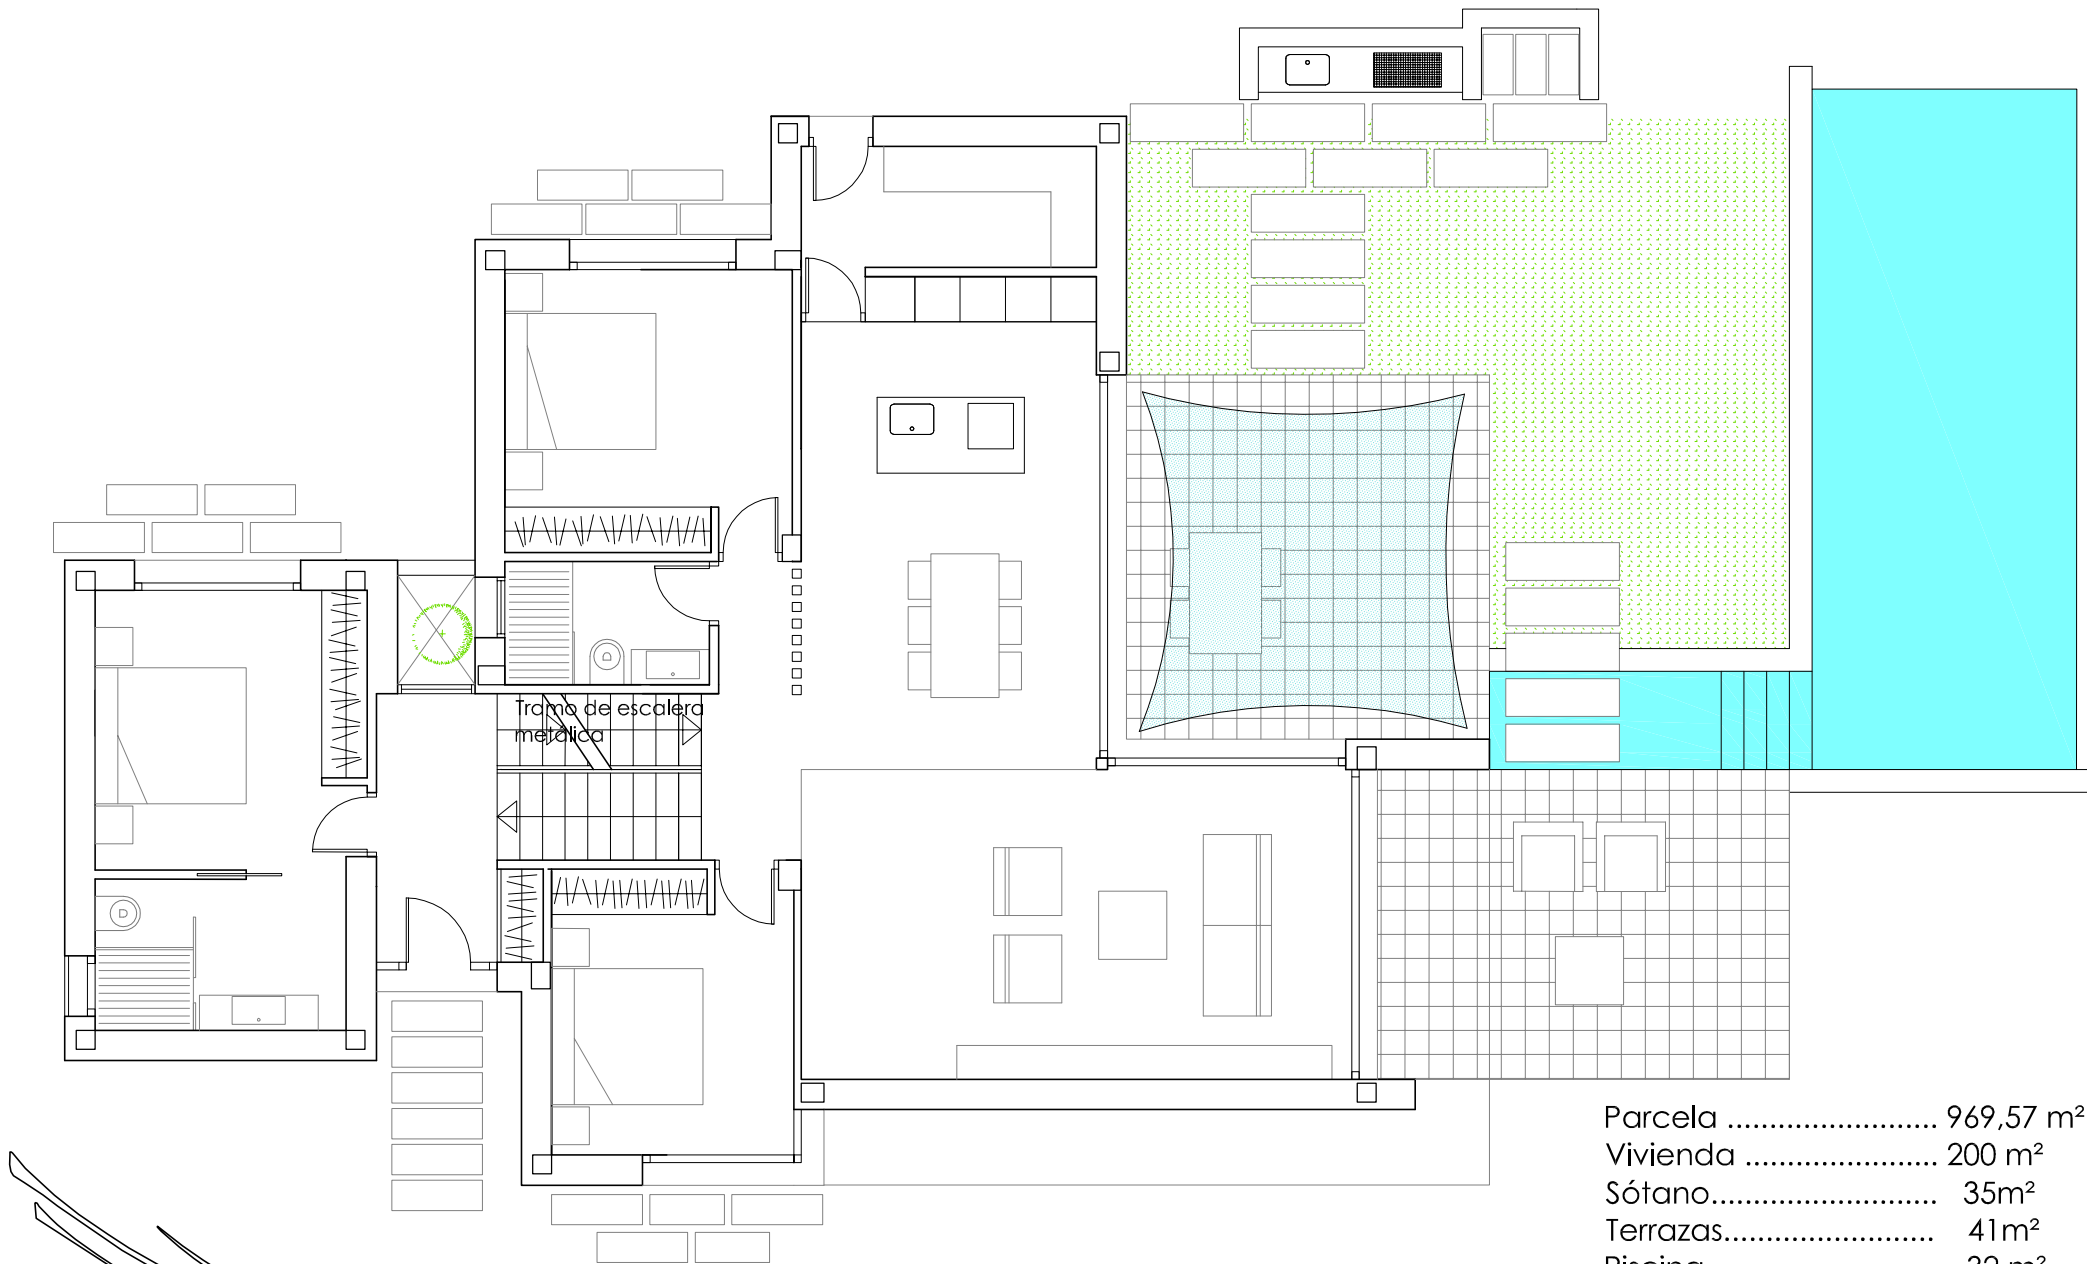 Tramo de escalera
metálica
Parcela ......................... 969,57 m²
Vivienda ....................... 200 m²
Sótano........................... 35m²
Terrazas......................... 41m²